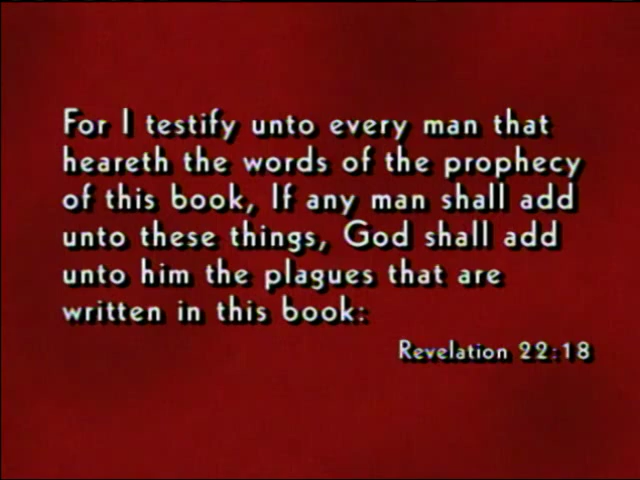 For I testify unto every man that
heareth the words of the prophecy
of this book, If any man shall add
unto these things, God shall add
unto him the plagues that are
written in this book:
Revelation 22:18